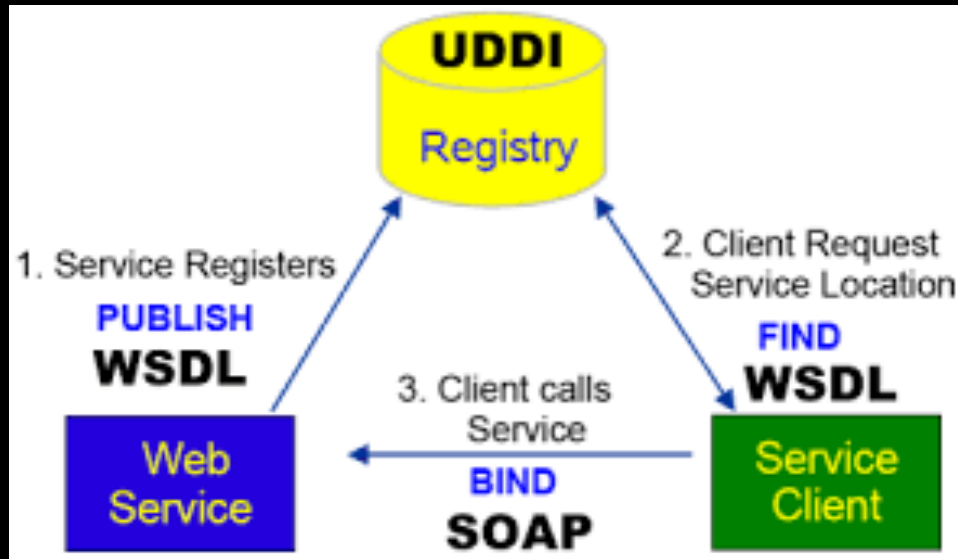 UDDI
Registry
1. Service Registers
PUBLISH
WSDL
2. Client Request
Service Location
FIND
WSDL
3. Client calls
Service
BIND
SOAP
Web
Service
Service
Client